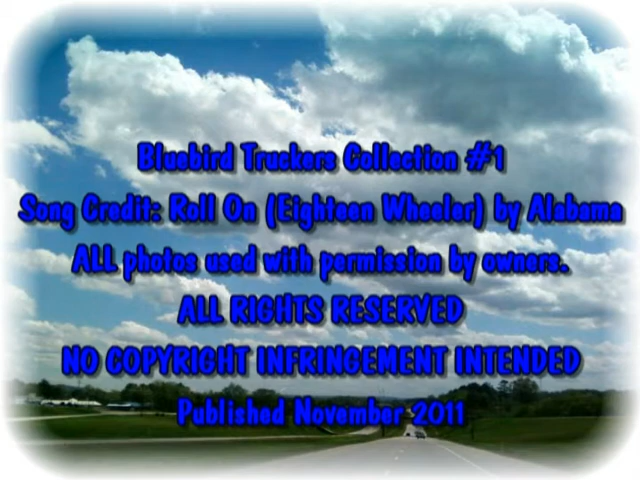 Bluebird Truckers Collection #1
Song Credit: Roll On (Eighteen Wheeler) by Alabama
ALL photos used with permission by owners.
ALL RIGHTS RESERVED
NO COPYRIGHT INFRINGEMENT INTENDED
Published November 2011